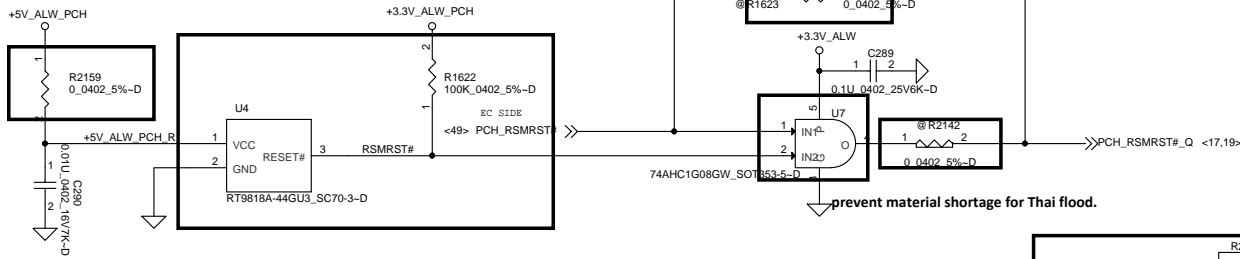 +5V_ALW_PCH
+3.3V_ALW_PCH
@R1623
0_0402_5%~D
+3.3V_ALW
C289
1
2
0.1U_0402_25V6K~D
1
R2159
0_0402_5%~D
2
2
R1622
100K_0402_5%~D
1
EC SIDE
<49> PCH_RSMRST#
U4
+5V_ALW_PCH_R
1
VCC
RESET#
3
RSMRST#
2
GND
RT9818A-44GU3_SC70-3~D
5
U7
1
IN1
P
2
IN2
G
O
4
3
74AHC1G08GW_SOT353-5~D
@R2142
1
2
0_0402_5%~D
PCH_RSMRST#_Q <17,19>
1
C290
0.01U_0402_16V7K~D
2
prevent material shortage for Thai flood.